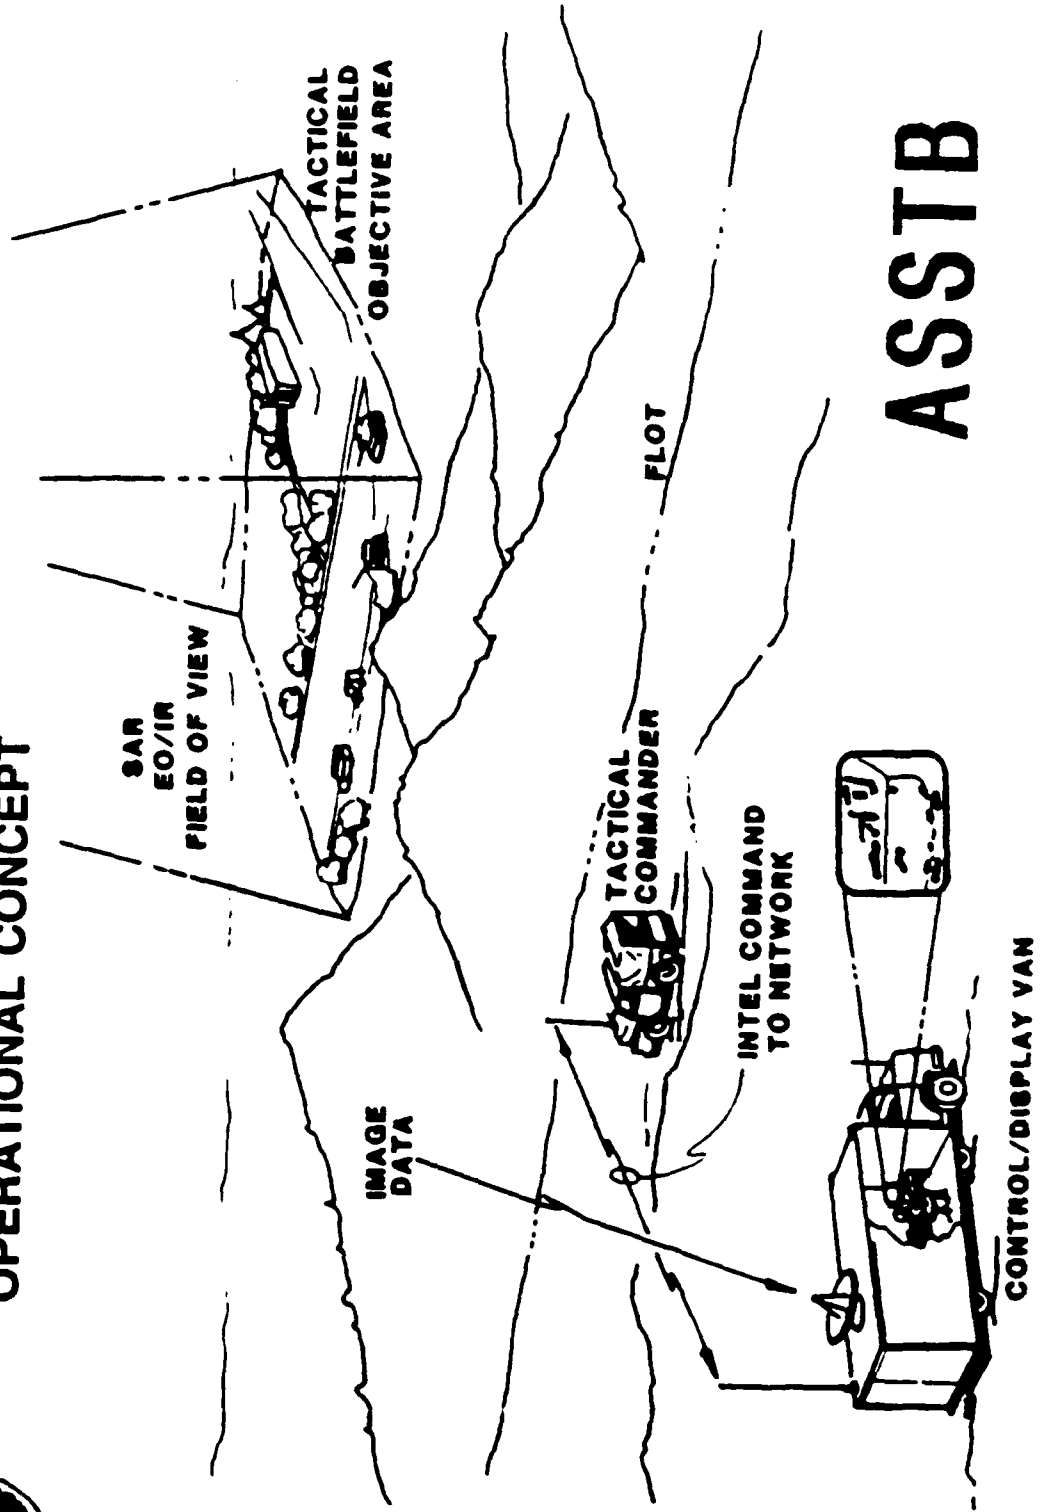 OPERATIONAL CONCEPT
SAR
EO/IR
FIELD OF VIEW
TACTICAL
BATTLEFIELD
OBJECTIVE AREA
IMAGE
DATA
FLOT
TACTICAL
COMMANDER
INTEL COMMAND
TO NETWORK
CONTROL/DISPLAY VAN
ASSTB